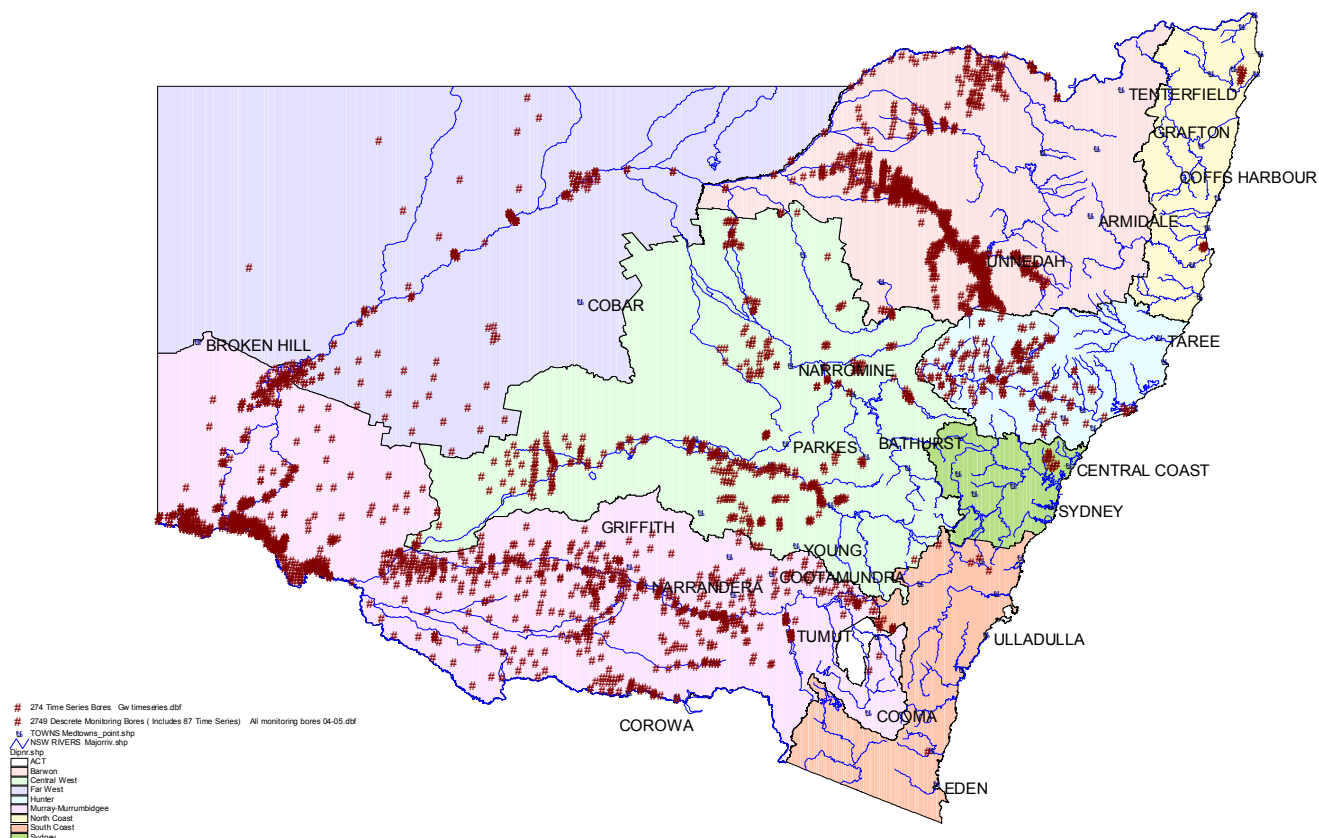 TENTERFIELD
GRAFTON
COFFS HARBOUR
ARMIDALE
UNNEDAH
COBAR
BROKEN HILL
TAREE
NARROMINE
PARKES
BATHURST
CENTRAL COAST
SYDNEY
GRIFFITH
YOUNG
COOTAMUNDRA
NARRANDERA
TUMUT
ULLADULLA
COROWA
COOMA
EDEN
# 274 Time Series Bores Gw timeseries.dbf
# 2749 Descrete Monitoring Bores ( Includes 87 Time Series) All monitoring bores 04-05.dbf
TOWNS Medtowns_point.shp
NSW RIVERS Majorriv.shp
Dipnr.shp
ACT
Barwon
Central West
Far West
Hunter
Murray-Murrumbidgee
North Coast
South Coast
Sydney